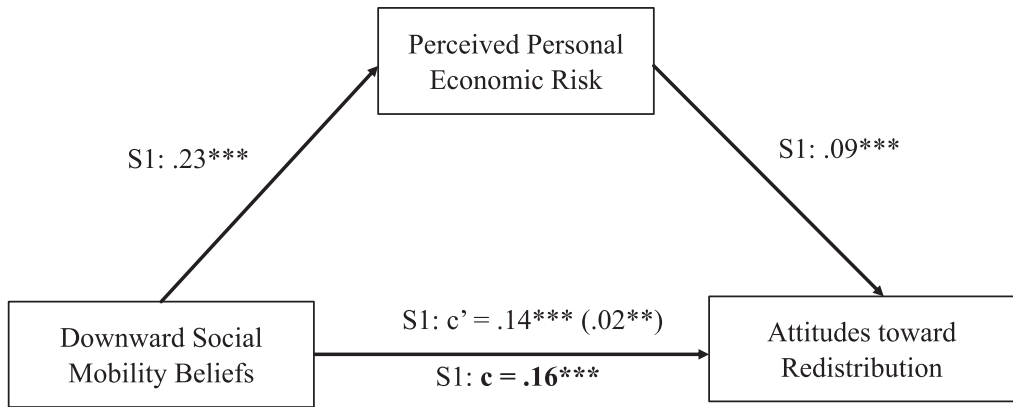 Perceived Personal
Economic Risk
S1: .23***
S1: .09***
Downward Social
Mobility Beliefs
S1: c’ = .14*** (.02**)
S1: c = .16***
Attitudes toward
Redistribution